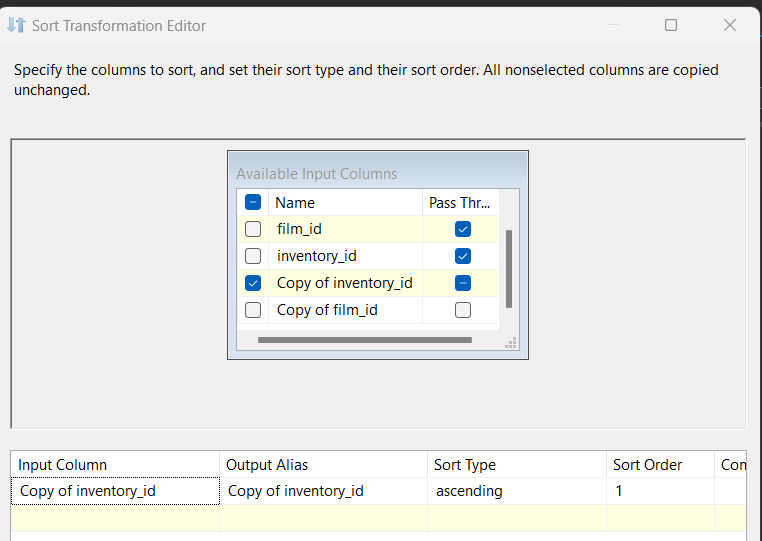 Sort Transformation Editor
Specify the columns to sort, and set their sort type and their sort order. All nonselected columns are copied
unchanged.
Available Input Columns
Name Pass Thr...
film_id
inventory_id
Copy of inventory_id
Copy of film_id
Input Column Output Alias Sort Type Sort Order Com
Copy of inventory_id Copy of inventory_id ascending 1